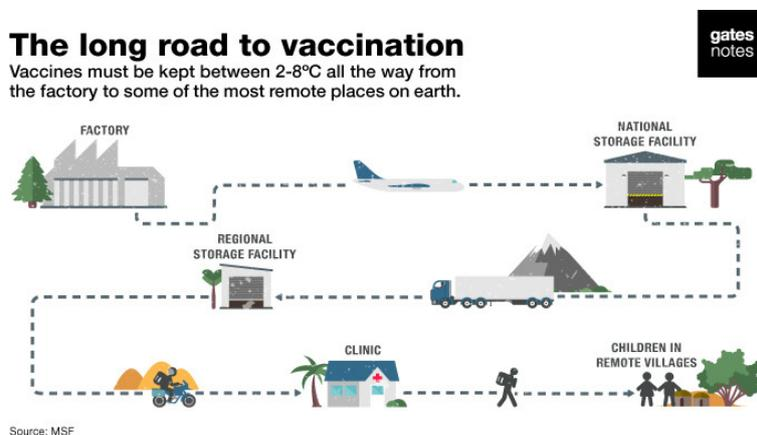 The long road to vaccination
Vaccines must be kept between 2-8ºC all the way from
the factory to some of the most remote places on earth.
gates
notes
FACTORY
NATIONAL
STORAGE FACILITY
REGIONAL
STORAGE FACILITY
CLINIC
CHILDREN IN
REMOTE VILLAGES
Source: MSF